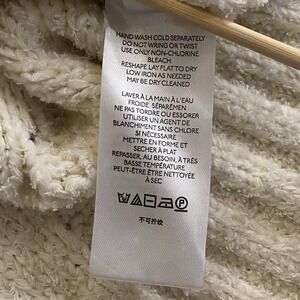 HAND WASH COLD SEPARATELY
DO NOT WRING OR TWIST
USE ONLY NON-CHLORINE
BLEACH
RESHAPE LAY FLAT TO DRY
LOW IRON AS NEEDED
MAY BE DRY CLEANED
LAVER À LA MAIN À L'EAU
FROIDE SÉPARÉMEN
NE PAS TORDRE OU ESSORER
UTILISER UN AGENT DE
BLANCHIMENT SANS CHLORE
SI NÉCESSAIRE
METTRE EN FORME ET
SECHER À PLAT
REPASSER, AU BESOIN, À TRÈS
BASSE TEMPÉRATURE
PEUT-ÊTRE ÊTRE NETTOYÉE
À SEC
P
不可拧绞